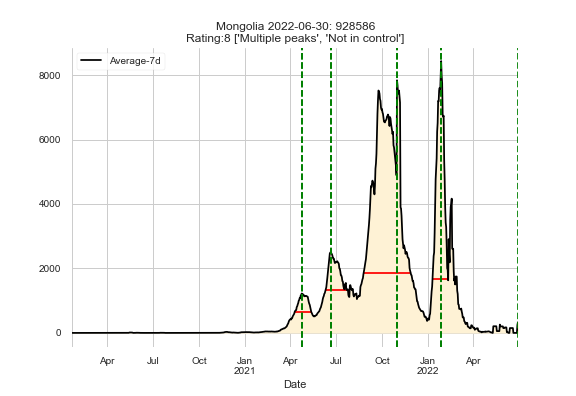 Mongolia 2022-06-30: 928586
Rating:8 ['Multiple peaks', 'Not in control']
Average-7d
8000
6000
4000
2000
0
Apr Jul Oct Jan Apr Jul Oct Jan Apr
2021 2022
Date